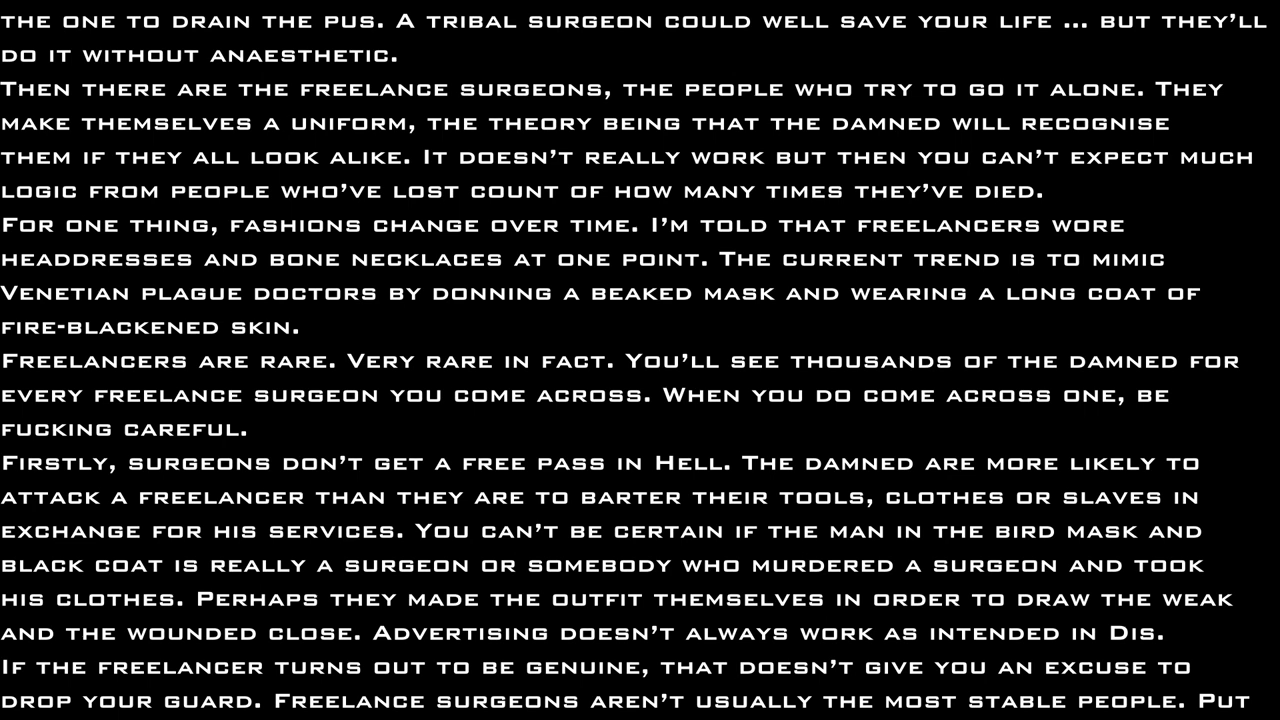 THE ONE TO DRAIN THE PUS. A TRIBAL SURGEON COULD WELL SAVE YOUR LIFE ... BUT THEY'LL
DO IT WITHOUT ANAESTHETIC.
THEN THERE ARE THE FREELANCE SURGEONS, THE PEOPLE WHO TRY TO GO IT ALONE. THEY
MAKE THEMSELVES A UNIFORM, THE THEORY BEING THAT THE DAMNED WILL RECOGNISE
THEM IF THEY ALL LOOK ALIKE. IT DOESN'T REALLY WORK BUT THEN YOU CAN'T EXPECT MUCH
LOGIC FROM PEOPLE WHO'VE LOST COUNT OF HOW MANY TIMES THEY'VE DIED.
FOR ONE THING, FASHIONS CHANGE OVER TIME. I'M TOLD THAT FREELANCERS WORE
HEADDRESSES AND BONE NECKLACES AT ONE POINT. THE CURRENT TREND IS TO MIMIC
VENETIAN PLAGUE DOCTORS BY DONNING A BEAKED MASK AND WEARING A LONG COAT OF
FIRE-BLACKENED SKIN.
FREELANCERS ARE RARE. VERY RARE IN FACT. YOU'LL SEE THOUSANDS OF THE DAMNED FOR
EVERY FREELANCE SURGEON YOU COME ACROSS. WHEN YOU DO COME ACROSS ONE, BE
FUCKING CAREFUL.
FIRSTLY, SURGEONS DON'T GET A FREE PASS IN HELL. THE DAMNED ARE MORE LIKELY TO
ATTACK A FREELANCER THAN THEY ARE TO BARTER THEIR TOOLS, CLOTHES OR SLAVES IN
EXCHANGE FOR HIS SERVICES. YOU CAN'T BE CERTAIN IF THE MAN IN THE BIRD MASK AND
BLACK COAT IS REALLY A SURGEON OR SOMEBODY WHO MURDERED A SURGEON AND TOOK
HIS CLOTHES. PERHAPS THEY MADE THE OUTFIT THEMSELVES IN ORDER TO DRAW THE WEAK
AND THE WOUNDED CLOSE. ADVERTISING DOESN'T ALWAYS WORK AS INTENDED IN DIS.
IF THE FREELANCER TURNS OUT TO BE GENUINE, THAT DOESN'T GIVE YOU AN EXCUSE TO
DROP YOUR GUARD. FREELANCE SURGEONS AREN'T USUALLY THE MOST STABLE PEOPLE. PUT